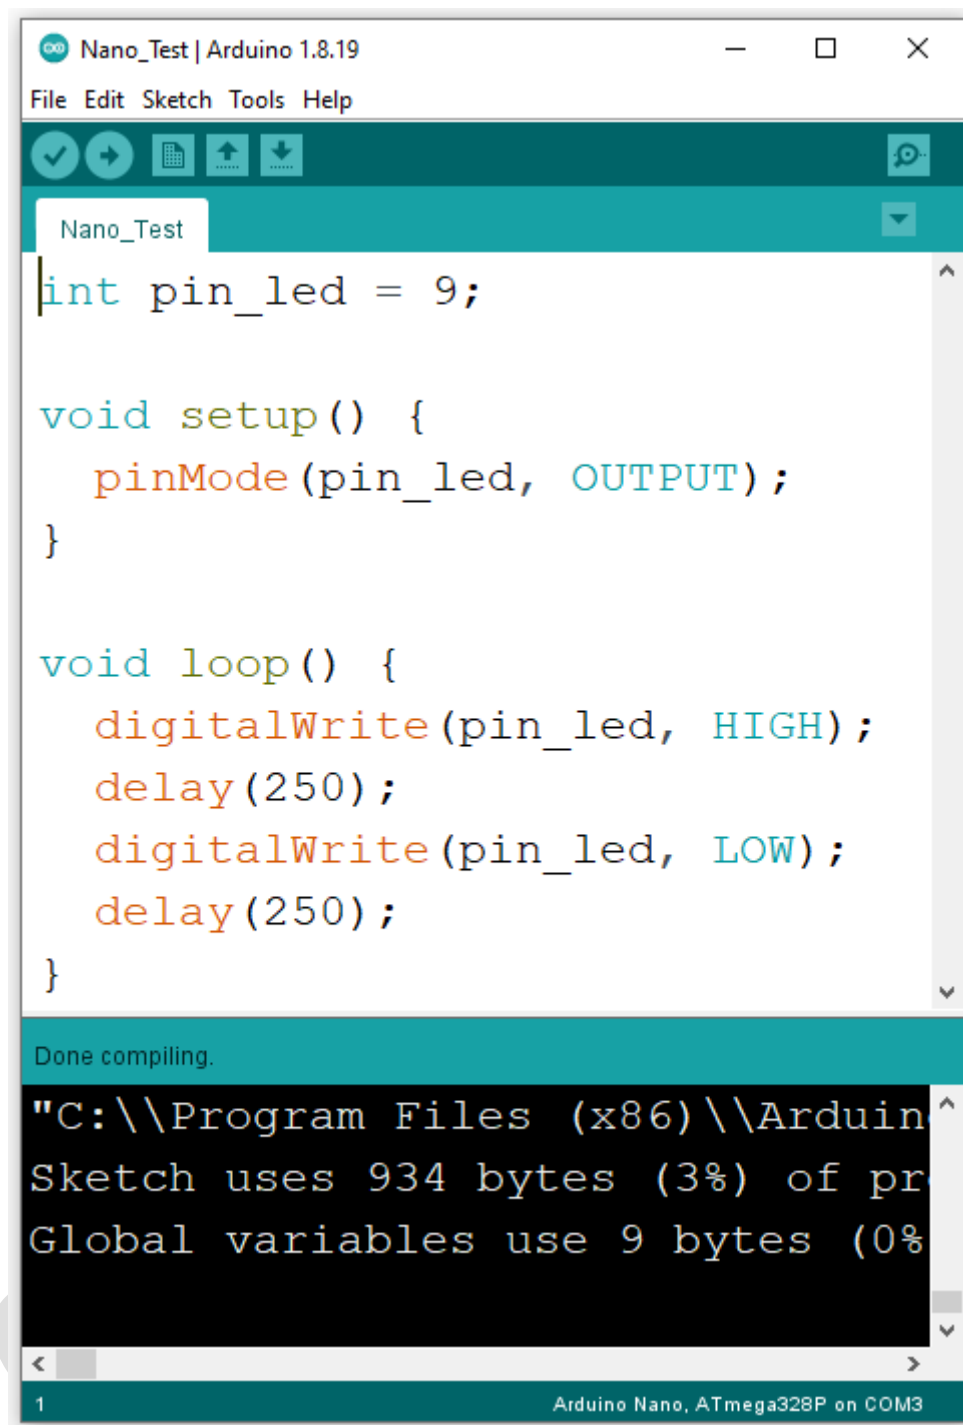 Nano_Test | Arduino 1.8.19
File Edit Sketch Tools Help
Nano_Test
int pin_led = 9;
void setup() {
  pinMode(pin_led, OUTPUT);
}
void loop() {
  digitalWrite(pin_led, HIGH);
  delay(250);
  digitalWrite(pin_led, LOW);
  delay(250);
}
Done compiling.
"C:\\Program Files (x86)\\Arduin
Sketch uses 934 bytes (3%) of pr
Global variables use 9 bytes (0%
1 Arduino Nano, ATmega328P on COM3